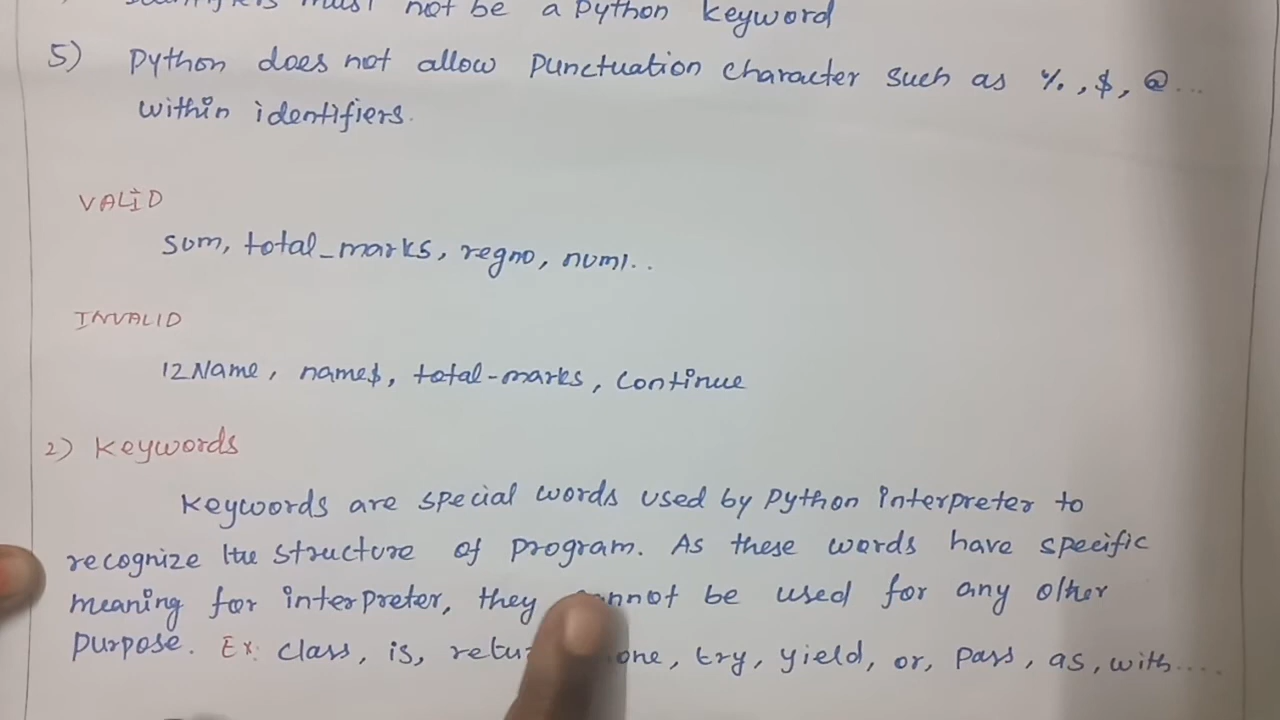 must not be a Python keyword
5) Python does not allow punctuation character such as %, $, @...
within identifiers.
VALID
sum, total_marks, regno, num1..
INVALID
12Name, name$, total-marks, continue
2) Keywords
Keywords are special words used by Python interpreter to
recognize the structure of program. As these words have specific
meaning for interpreter, they cannot be used for any other
purpose. Ex: class, is, try, yield, or, pass, as, with....